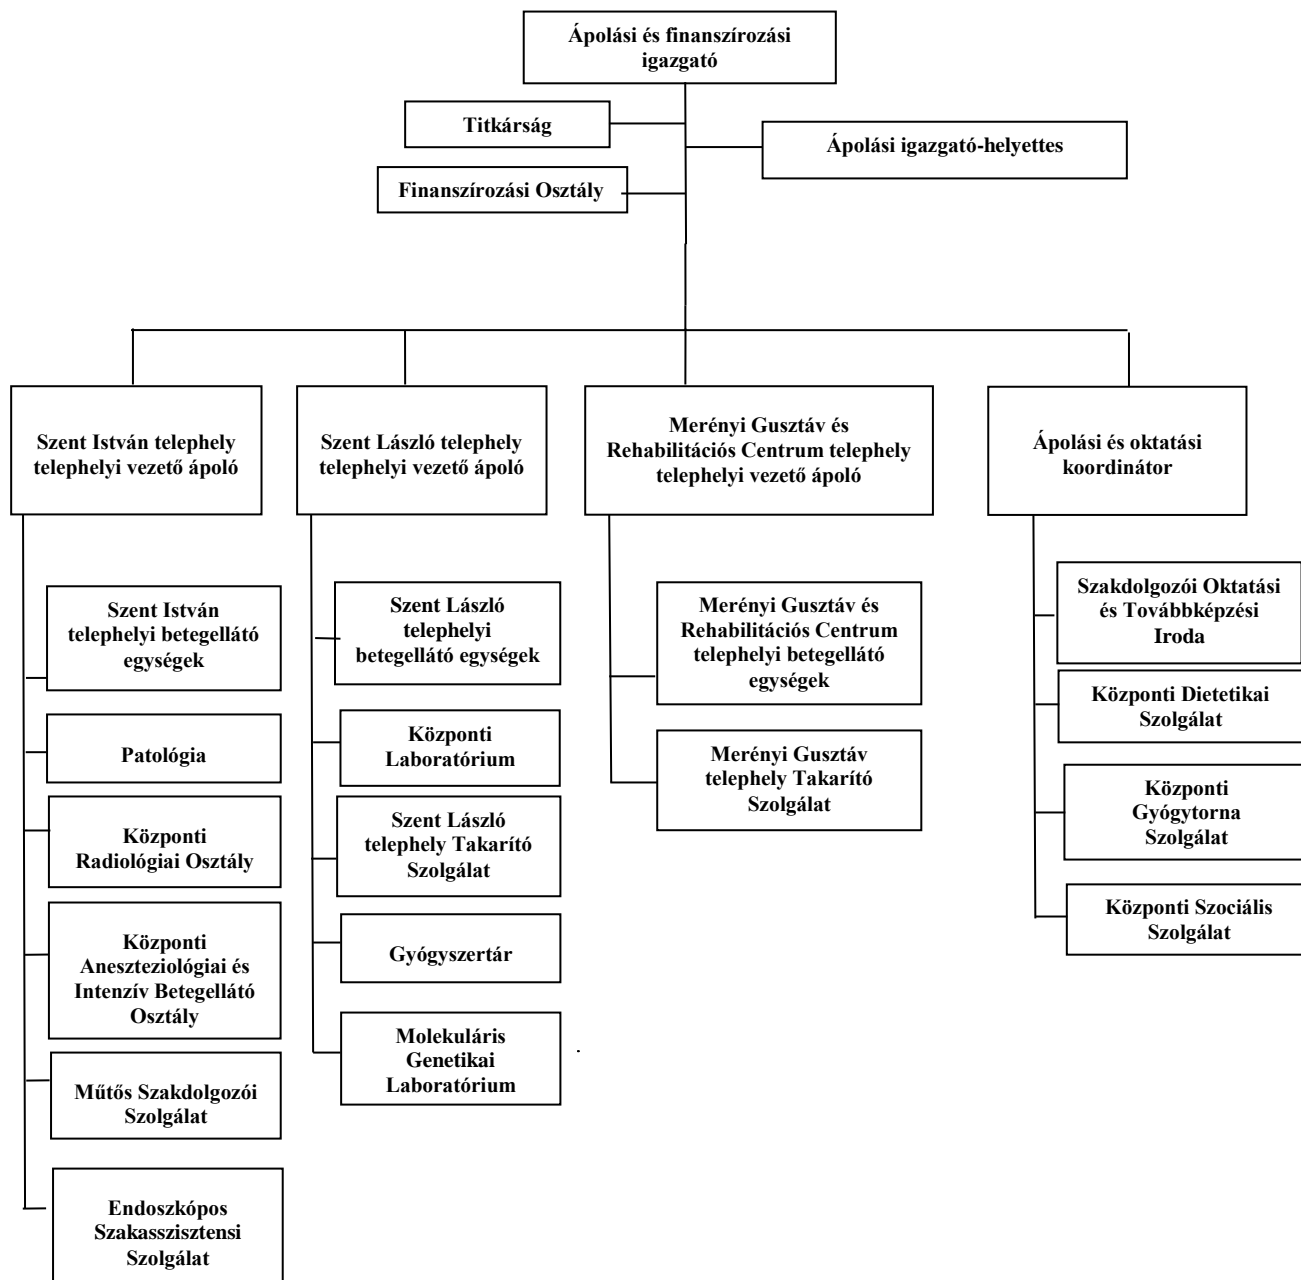 Ápolási és finanszírozási
igazgató
Titkárság
Ápolási igazgató-helyettes
Finanszírozási Osztály
Szent István telephely
telephelyi vezető ápoló
Szent László telephely
telephelyi vezető ápoló
Merényi Gusztáv és
Rehabilitációs Centrum telephely
telephelyi vezető ápoló
Ápolási és oktatási
koordinátor
Szent István
telephelyi betegellátó
egységek
Patológia
Központi
Radiológiai Osztály
Központi
Aneszteziológiai és
Intenzív Betegellátó
Osztály
Műtős Szakdolgozói
Szolgálat
Endoszkópos
Szakasszisztensi
Szolgálat
Szent László
telephelyi
betegellátó egységek
Központi
Laboratórium
Szent László
telephely Takarító
Szolgálat
Gyógyszertár
Molekuláris
Genetikai
Laboratórium
Merényi Gusztáv és
Rehabilitációs Centrum
telephelyi betegellátó
egységek
Merényi Gusztáv
telephely Takarító
Szolgálat
Szakdolgozói Oktatási
és Továbbképzési
Iroda
Központi Dietetikai
Szolgálat
Központi
Gyógytorna
Szolgálat
Központi Szociális
Szolgálat